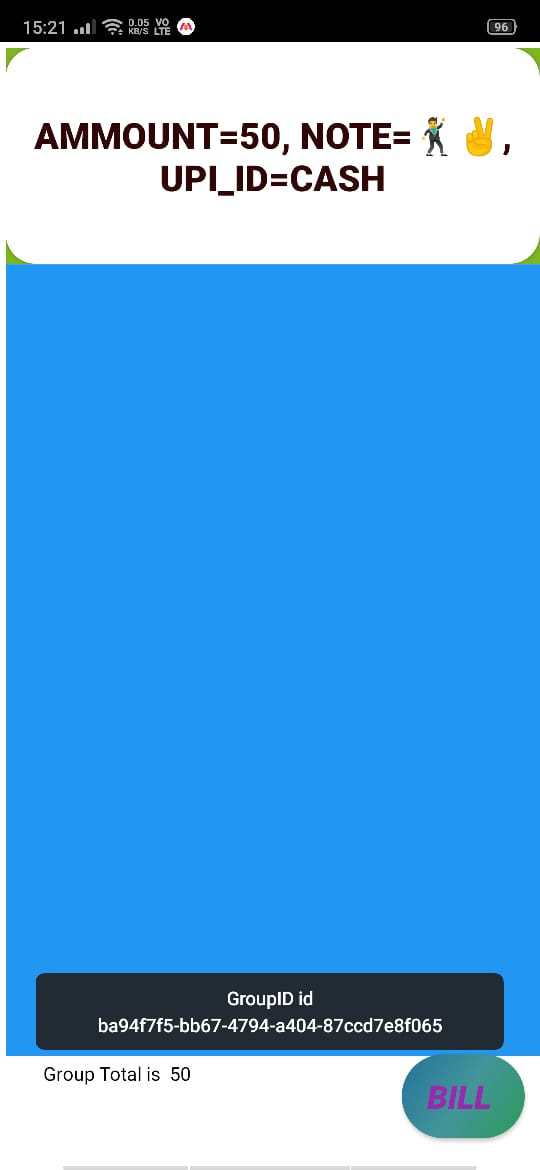 15:21 0.05 KB/S VO LTE 96
AMMOUNT=50, NOTE=🕺✌,
UPI_ID=CASH
GroupID id
ba94f7f5-bb67-4794-a404-87ccd7e8f065
Group Total is 50
BILL